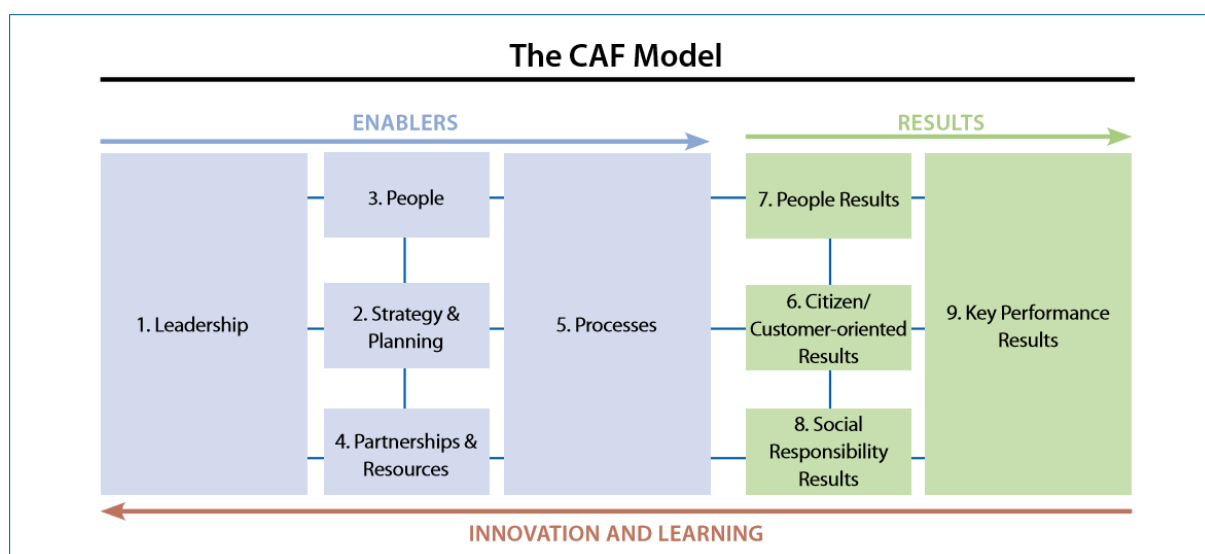 The CAF Model
ENABLERS
RESULTS
1. Leadership
3. People
2. Strategy &
Planning
4. Partnerships &
Resources
5. Processes
7. People Results
6. Citizen/
Customer-oriented
Results
8. Social
Responsibility
Results
9. Key Performance
Results
INNOVATION AND LEARNING